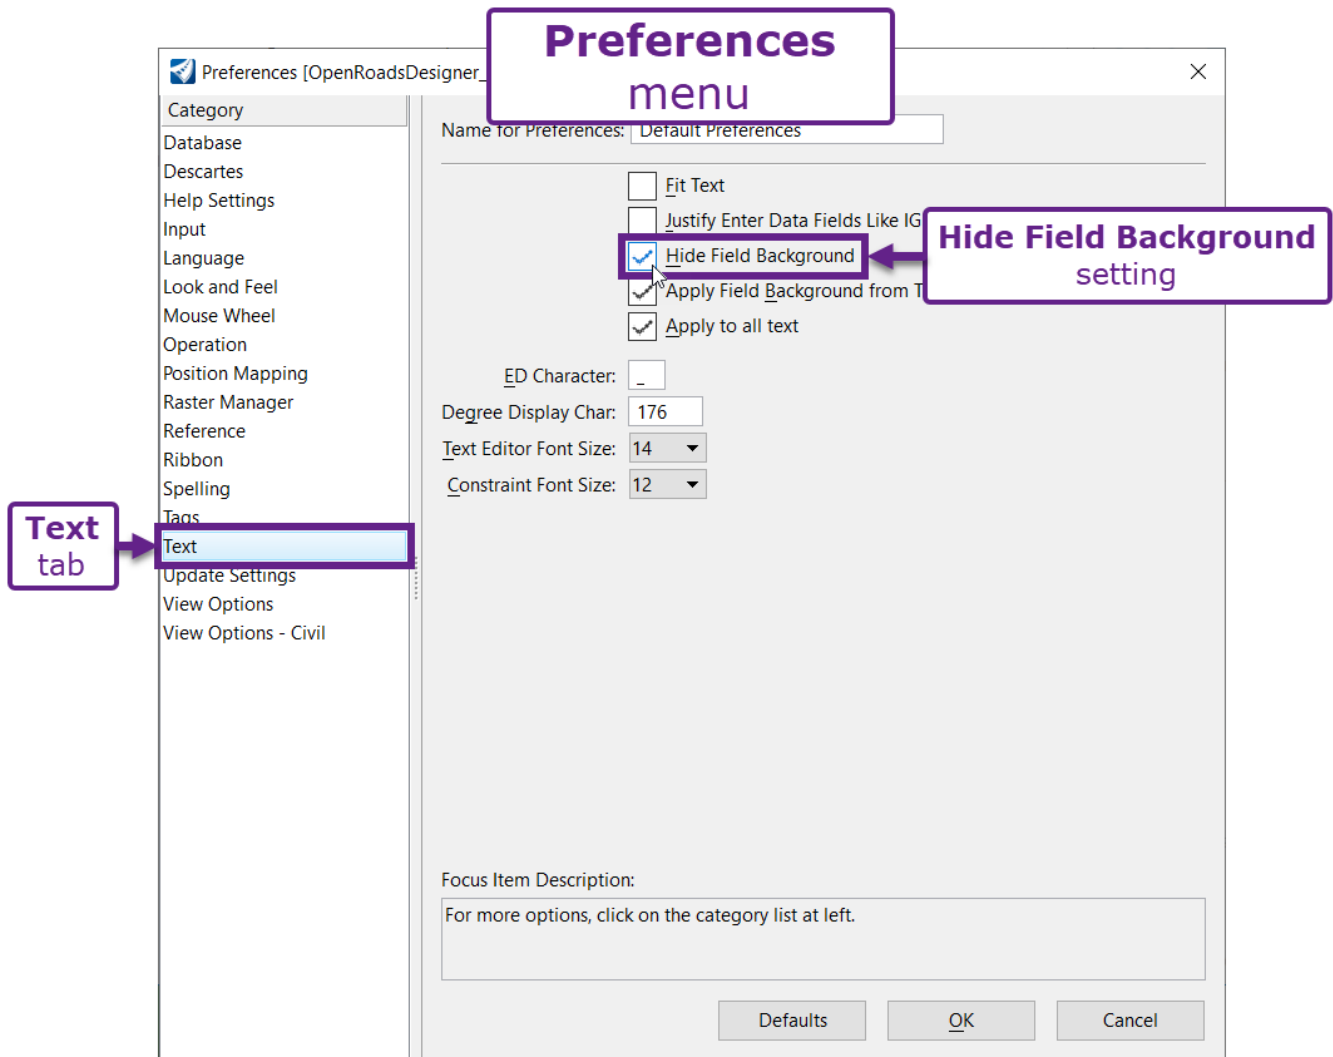 Preferences
menu
Preferences [OpenRoadsDesigner_
Category
Database
Descartes
Help Settings
Input
Language
Look and Feel
Mouse Wheel
Operation
Position Mapping
Raster Manager
Reference
Ribbon
Spelling
Tags
Text
Update Settings
View Options
View Options - Civil
Text
tab
Name for Preferences: Default Preferences
Fit Text
Justify Enter Data Fields Like IG
Hide Field Background
Apply Field Background from T
Apply to all text
Hide Field Background
setting
ED Character: _
Degree Display Char: 176
Text Editor Font Size: 14
Constraint Font Size: 12
Focus Item Description:
For more options, click on the category list at left.
Defaults
OK
Cancel